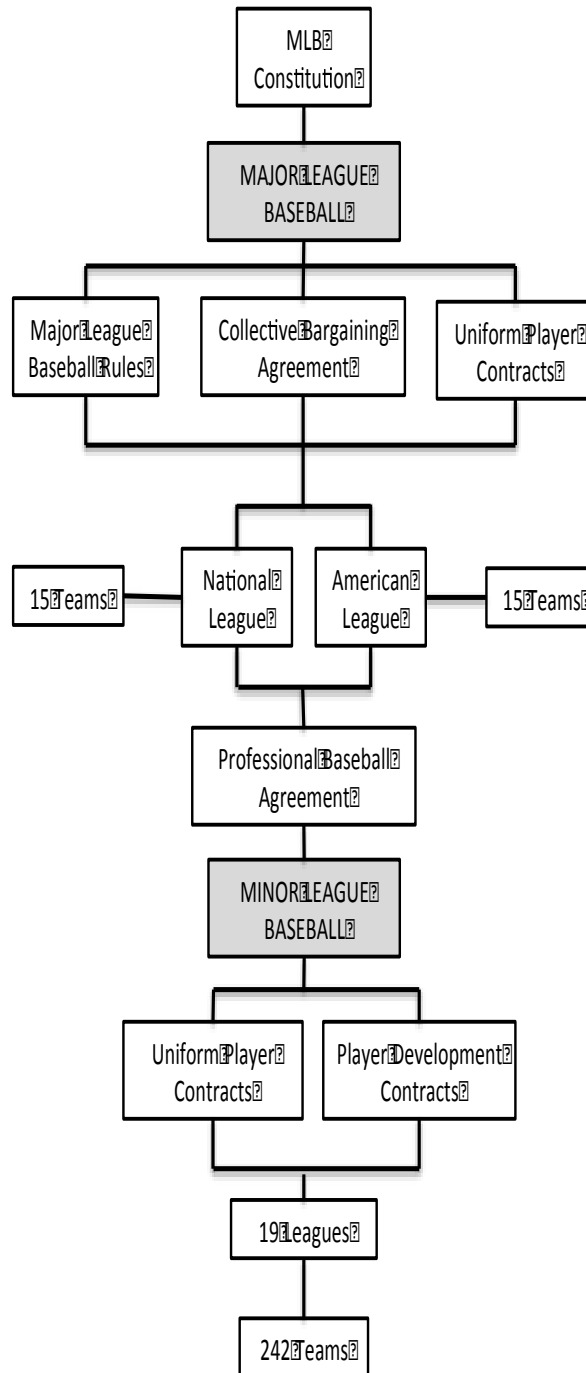 MLB
Constitution
MAJOR LEAGUE
BASEBALL
Major League
Baseball Rules
Collective Bargaining
Agreement
Uniform Player
Contracts
National
League
American
League
15 Teams
15 Teams
Professional Baseball
Agreement
MINOR LEAGUE
BASEBALL
Uniform Player
Contracts
Player Development
Contracts
19 Leagues
242 Teams